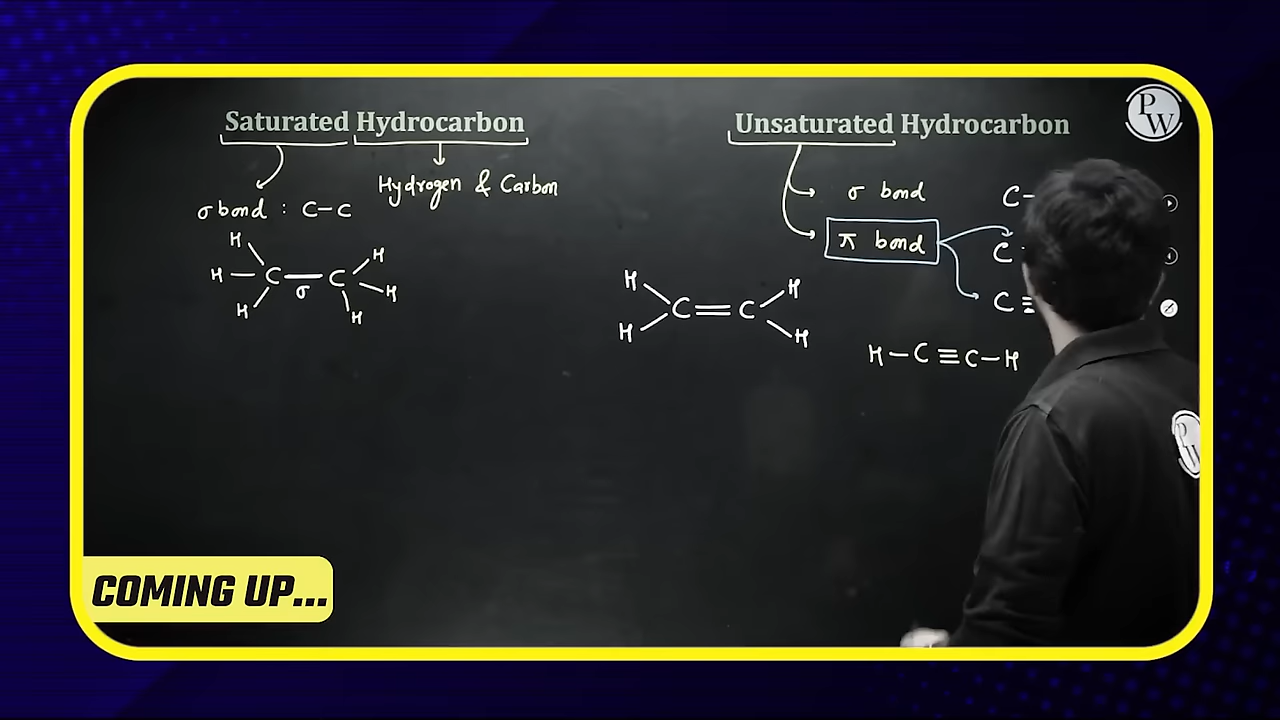 Saturated Hydrocarbon
Hydrogen & Carbon
σ bond : C–C
H
H – C — C H
H σ H
H
Unsaturated Hydrocarbon
σ bond C–
π bond C
C≡
H H
C=C
H H
H–C≡C–H
PW
P
W
COMING UP...